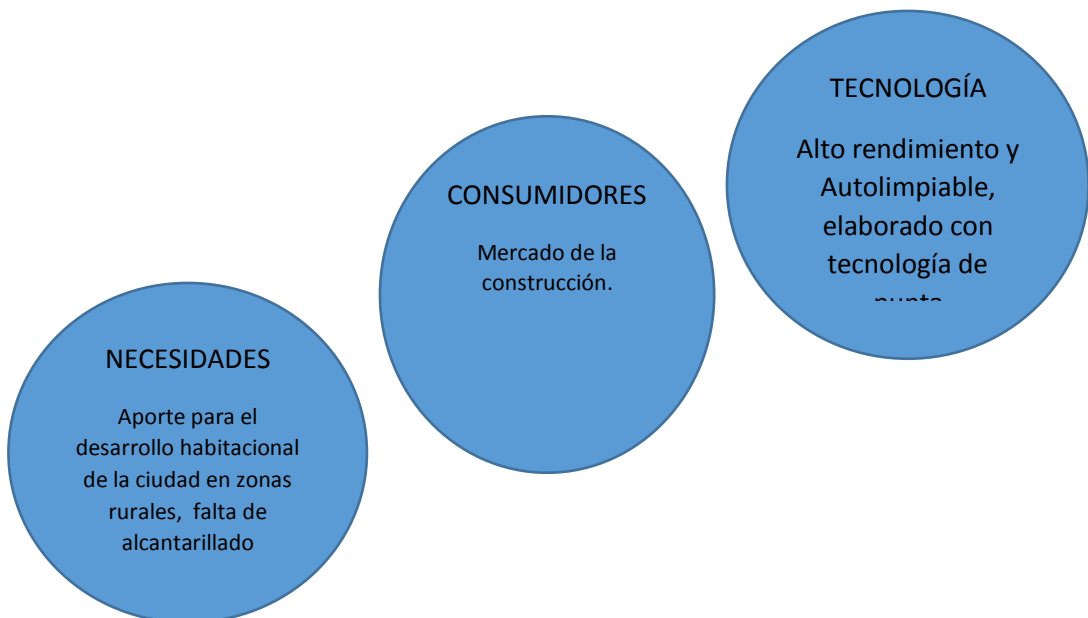 TECNOLOGÍA
Alto rendimiento y
Autolimpiable,
elaborado con
tecnología de
CONSUMIDORES
Mercado de la
construcción.
NECESIDADES
Aporte para el
desarrollo habitacional
de la ciudad en zonas
rurales, falta de
alcantarillado